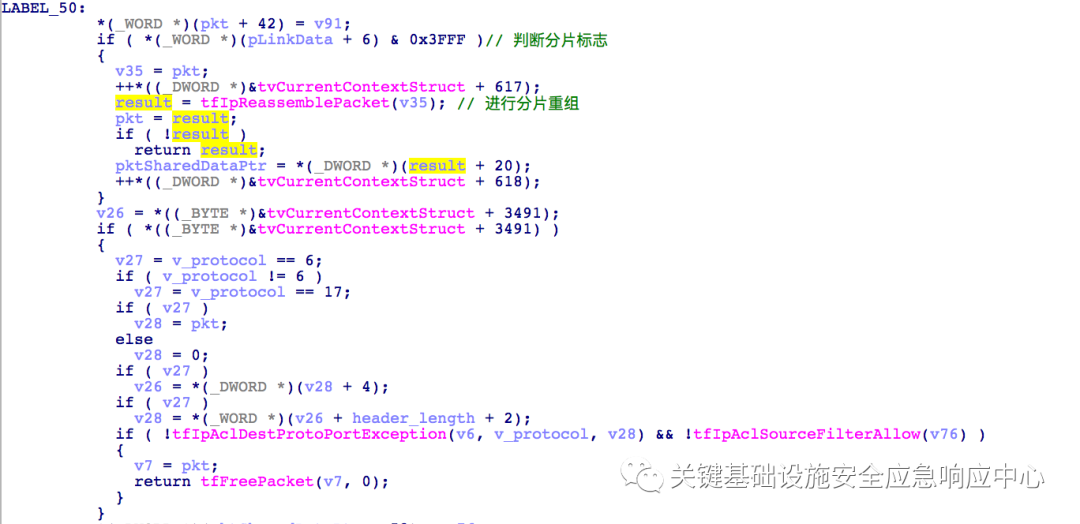 LABEL_50:
*(_WORD *)(pkt + 42) = v91;
if ( *(_WORD *)(pLinkData + 6) & 0x3FFF )// 判断分片标志
{
v35 = pkt;
++*((_DWORD *)&tvCurrentContextStruct + 617);
result = tfIpReassemblePacket(v35); // 进行分片重组
pkt = result;
if ( !result )
return result;
pktSharedDataPtr = *(_DWORD *)(result + 20);
++*((_DWORD *)&tvCurrentContextStruct + 618);
}
v26 = *((_BYTE *)&tvCurrentContextStruct + 3491);
if ( *((_BYTE *)&tvCurrentContextStruct + 3491) )
{
v27 = v_protocol == 6;
if ( v_protocol != 6 )
v27 = v_protocol == 17;
if ( v27 )
v28 = pkt;
else
v28 = 0;
if ( v27 )
v26 = *(_DWORD *)(v28 + 4);
if ( v27 )
v28 = *(_WORD *)(v26 + header_length + 2);
if ( !tfIpAclDestProtoPortException(v6, v_protocol, v28) && !tfIpAclSourceFilterAllow(v76) )
{
v7 = pkt;
return tfFreePacket(v7, 0);
}
}
关键基础设施安全应急响应中心